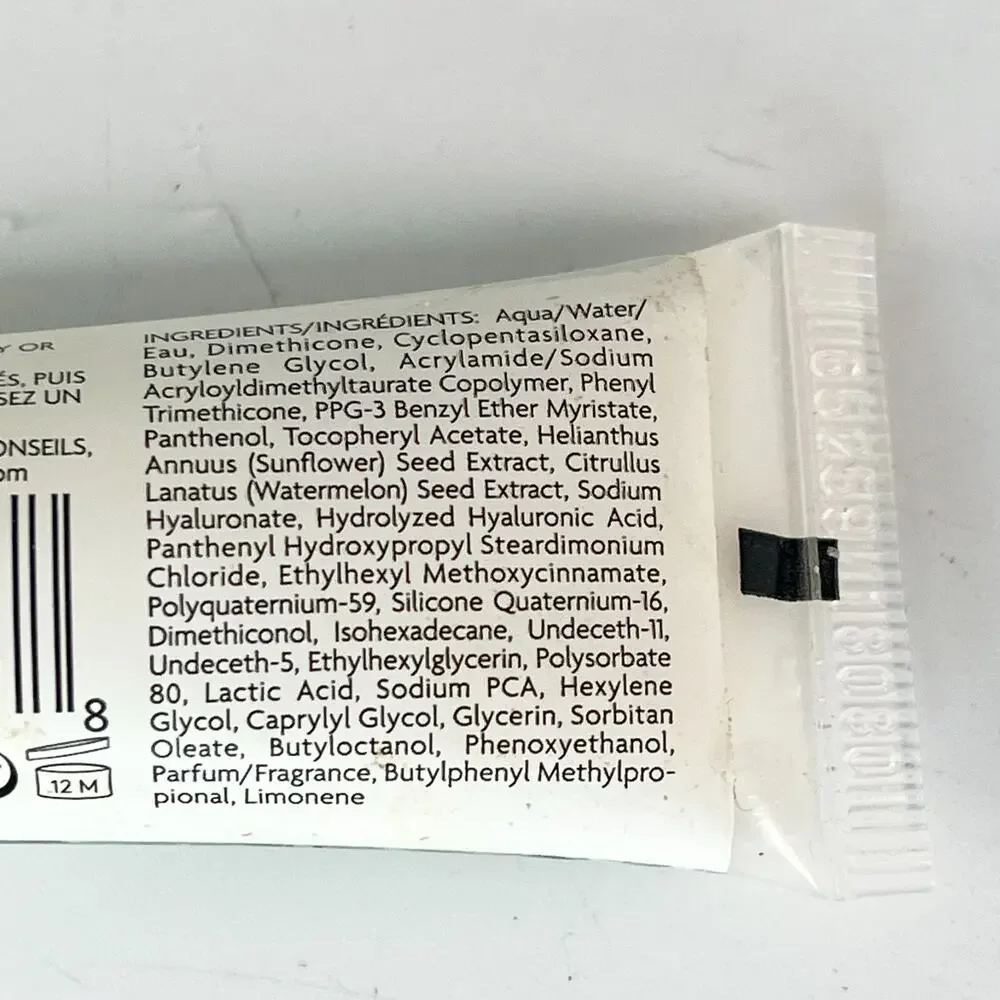 Y OR
ÉS, PUIS
SEZ UN
ONSEILS,
om
8
12 M
INGREDIENTS/INGRÉDIENTS: Aqua/Water/
Eau, Dimethicone, Cyclopentasiloxane,
Butylene Glycol, Acrylamide/Sodium
Acryloyldimethyltaurate Copolymer, Phenyl
Trimethicone, PPG-3 Benzyl Ether Myristate,
Panthenol, Tocopheryl Acetate, Helianthus
Annuus (Sunflower) Seed Extract, Citrullus
Lanatus (Watermelon) Seed Extract, Sodium
Hyaluronate, Hydrolyzed Hyaluronic Acid,
Panthenyl Hydroxypropyl Steardimonium
Chloride, Ethylhexyl Methoxycinnamate,
Polyquaternium-59, Silicone Quaternium-16,
Dimethiconol, Isohexadecane, Undeceth-11,
Undeceth-5, Ethylhexylglycerin, Polysorbate
80, Lactic Acid, Sodium PCA, Hexylene
Glycol, Caprylyl Glycol, Glycerin, Sorbitan
Oleate, Butyloctanol, Phenoxyethanol,
Parfum/Fragrance, Butylphenyl Methylpro-
pional, Limonene